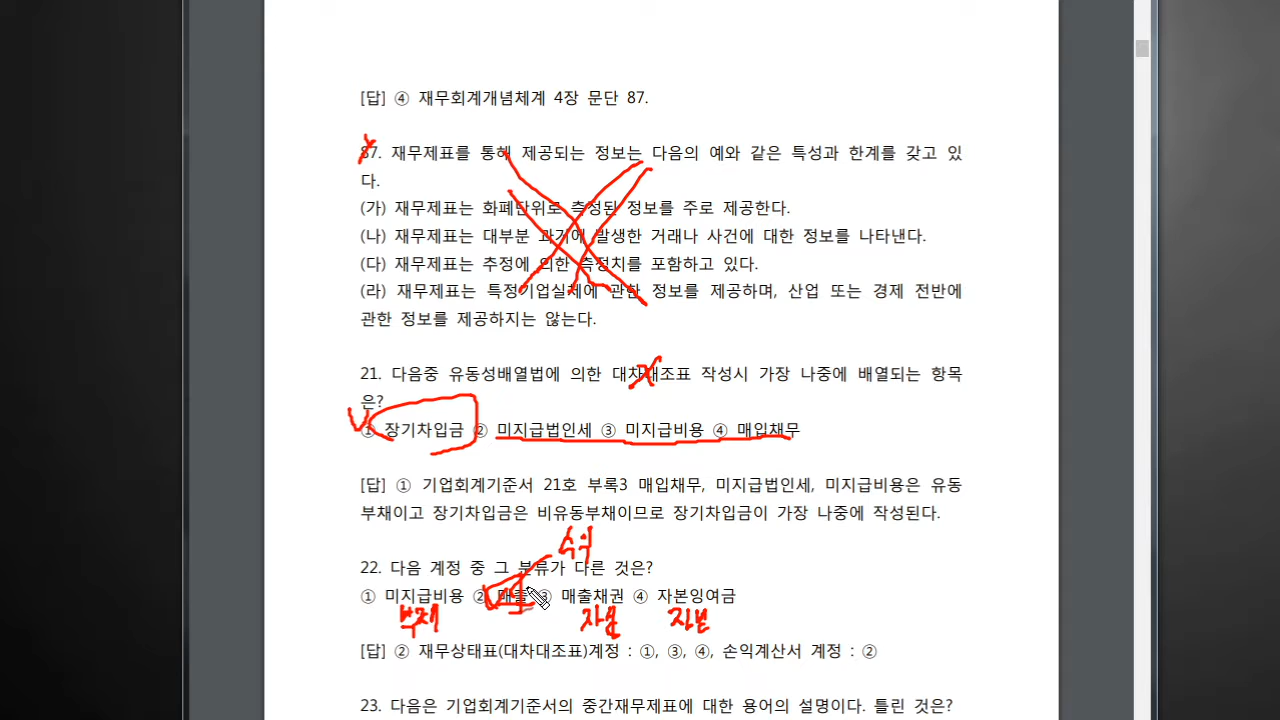 [답] ④ 재무회계개념체계 4장 문단 87.
87. 재무제표를 통해 제공되는 정보는 다음의 예와 같은 특성과 한계를 갖고 있
다.
(가) 재무제표는 화폐단위로 측정된 정보를 주로 제공한다.
(나) 재무제표는 대부분 과거에 발생한 거래나 사건에 대한 정보를 나타낸다.
(다) 재무제표는 추정에 의한 측정치를 포함하고 있다.
(라) 재무제표는 특정기업실체에 관한 정보를 제공하며, 산업 또는 경제 전반에
관한 정보를 제공하지는 않는다.
21. 다음중 유동성배열법에 의한 대차대조표 작성시 가장 나중에 배열되는 항목
은?
① 장기차입금 ② 미지급법인세 ③ 미지급비용 ④ 매입채무
[답] ① 기업회계기준서 21호 부록3 매입채무, 미지급법인세, 미지급비용은 유동
부채이고 장기차입금은 비유동부채이므로 장기차입금이 가장 나중에 작성된다.
수익
22. 다음 계정 중 그 분류가 다른 것은?
① 미지급비용 ② 매출 ③ 매출채권 ④ 자본잉여금
부채 자산 자본
[답] ② 재무상태표(대차대조표)계정 : ①, ③, ④, 손익계산서 계정 : ②
23. 다음은 기업회계기준서의 중간재무제표에 대한 용어의 설명이다. 틀린 것은?